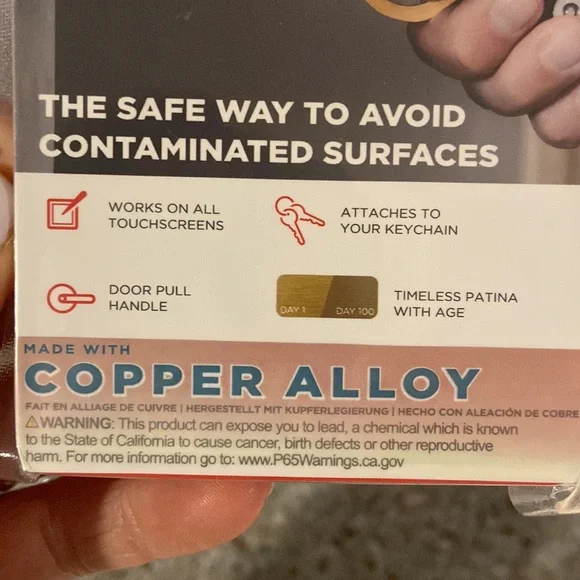 THE SAFE WAY TO AVOID
CONTAMINATED SURFACES
WORKS ON ALL
TOUCHSCREENS
ATTACHES TO
YOUR KEYCHAIN
DOOR PULL
HANDLE
DAY 1 DAY 100
TIMELESS PATINA
WITH AGE
MADE WITH
COPPER ALLOY
FAIT EN ALLIAGE DE CUIVRE | HERGESTELLT MIT KUPFERLEGIERUNG | HECHO CON ALEACIÓN DE COBRE
⚠WARNING: This product can expose you to lead, a chemical which is known
to the State of California to cause cancer, birth defects or other reproductive
harm. For more information go to: www.P65Warnings.ca.gov